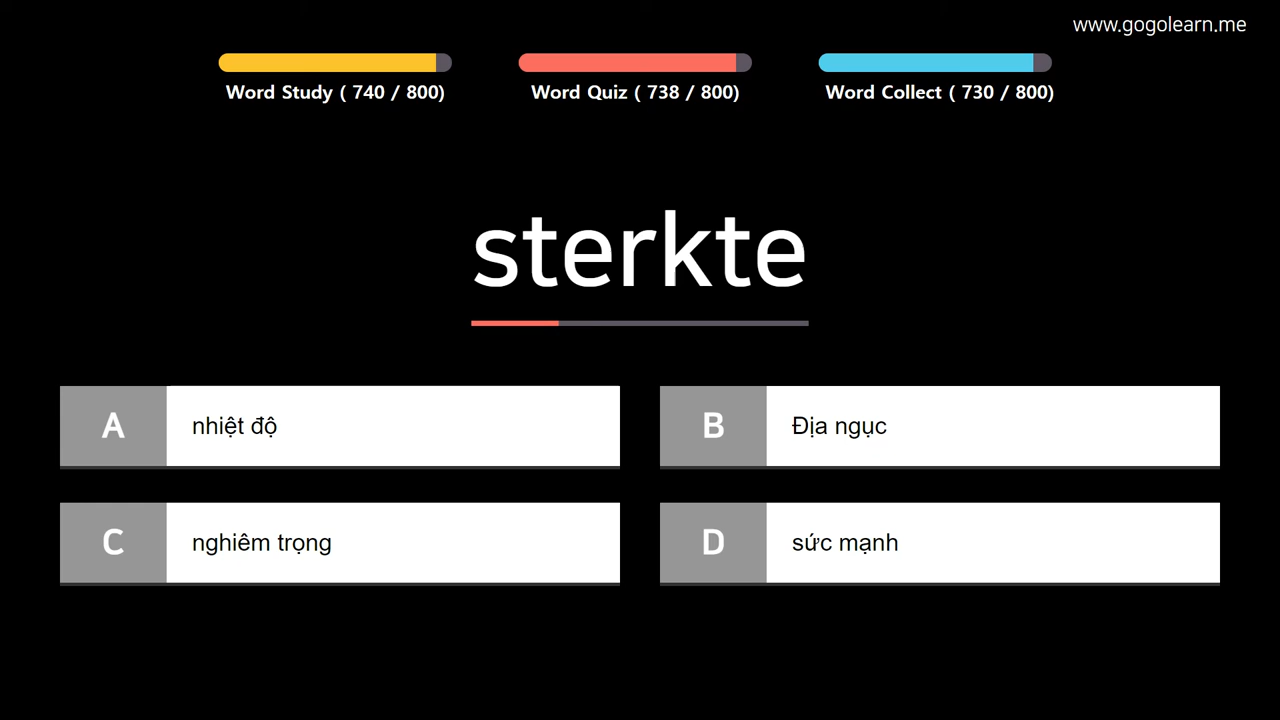 www.gogolearn.me
Word Study ( 740 / 800)
Word Quiz ( 738 / 800)
Word Collect ( 730 / 800)
sterkte
A nhiệt độ
B Địa ngục
C nghiêm trọng
D sức mạnh